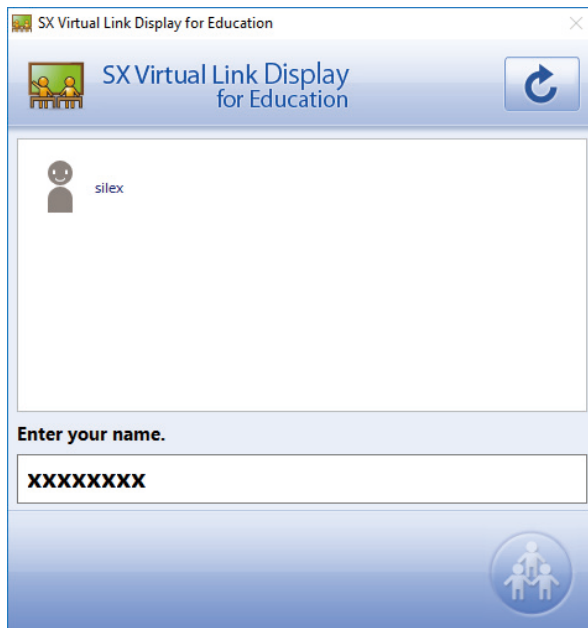 SX Virtual Link Display for Education
SX Virtual Link Display
for Education
silex
Enter your name.
xxxxxxxx